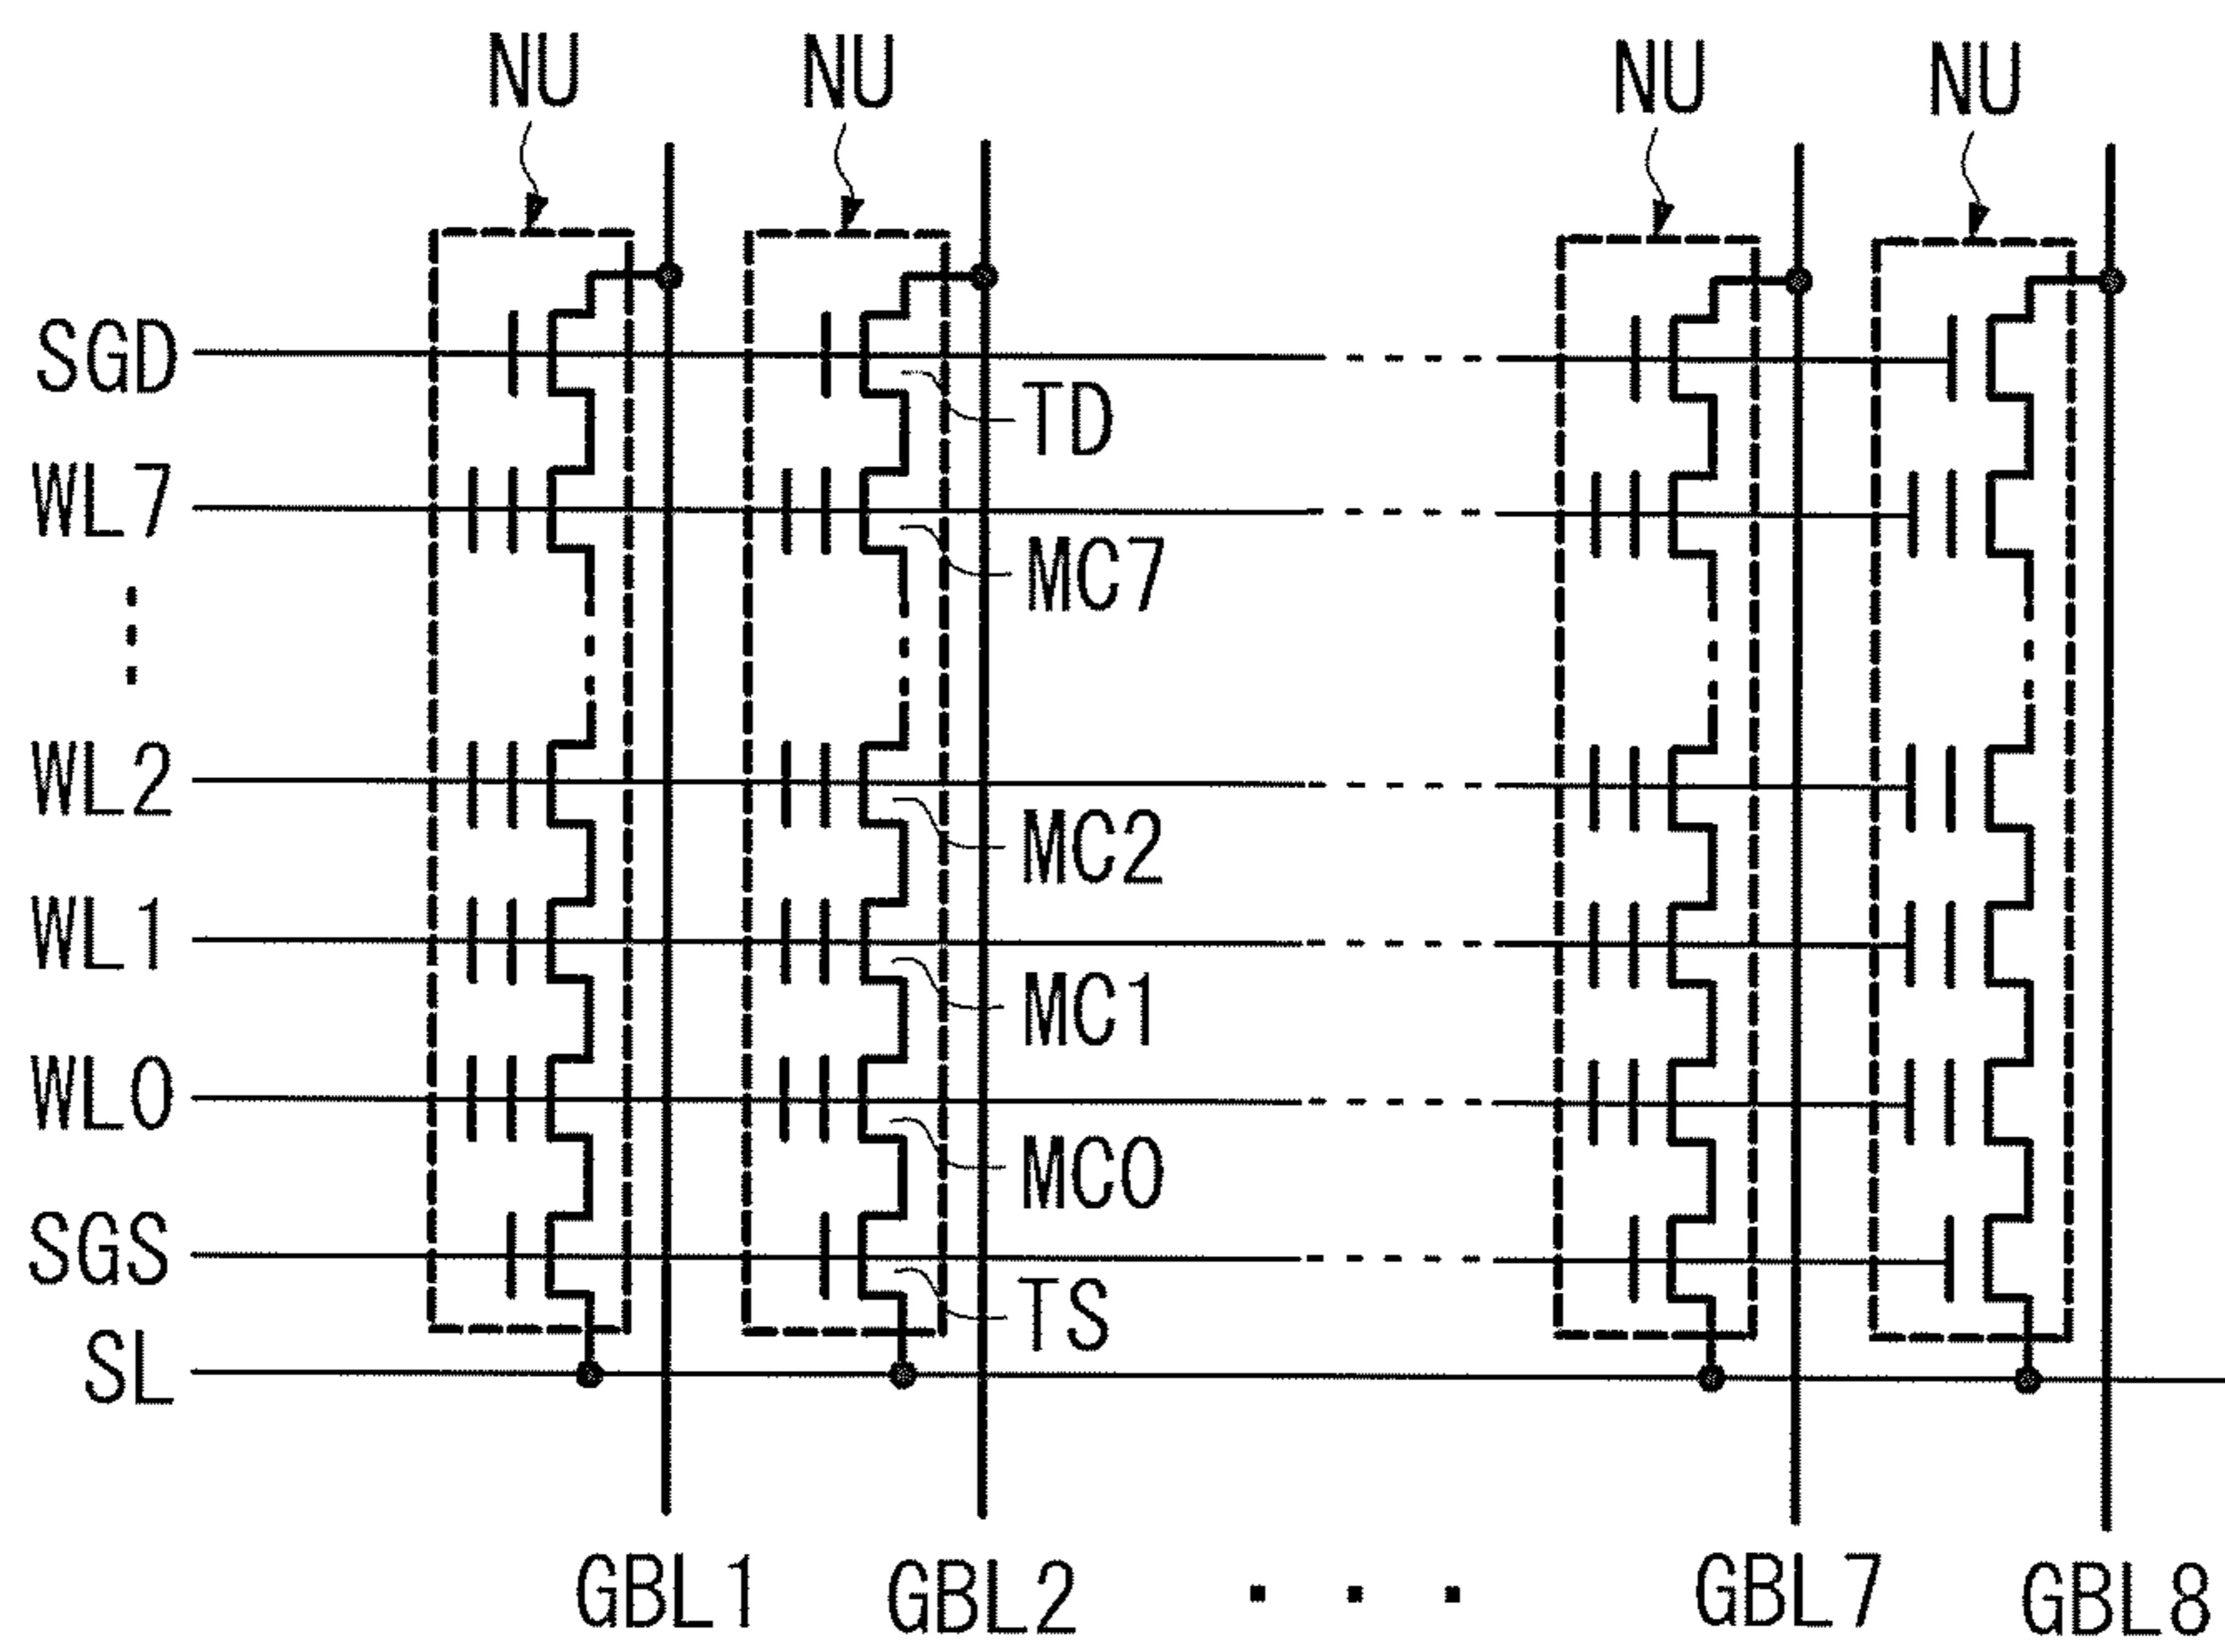 NU NU NU NU
SGD
TD
WL7
MC7
WL2
MC2
WL1
MC1
WL0
MC0
SGS
TS
SL
GBL1 GBL2 · · · GBL7 GBL8